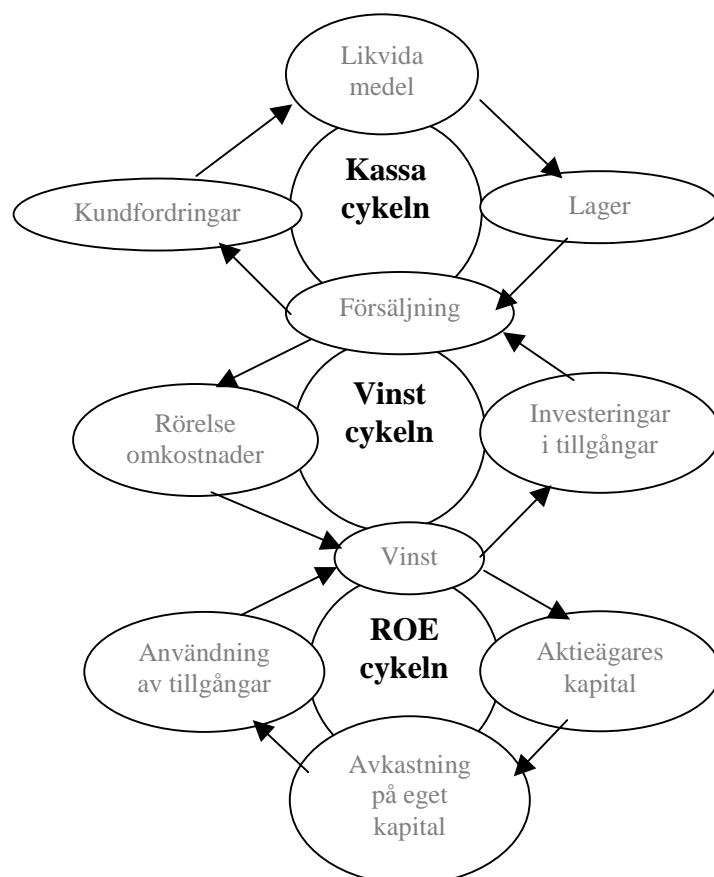 Likvida
medel
Kassa
cykeln
Kundfordringar
Lager
Försäljning
Vinst
cykeln
Rörelse
omkostnader
Investeringar
i tillgångar
Vinst
ROE
cykeln
Användning
av tillgångar
Aktieägares
kapital
Avkastning
på eget
kapital